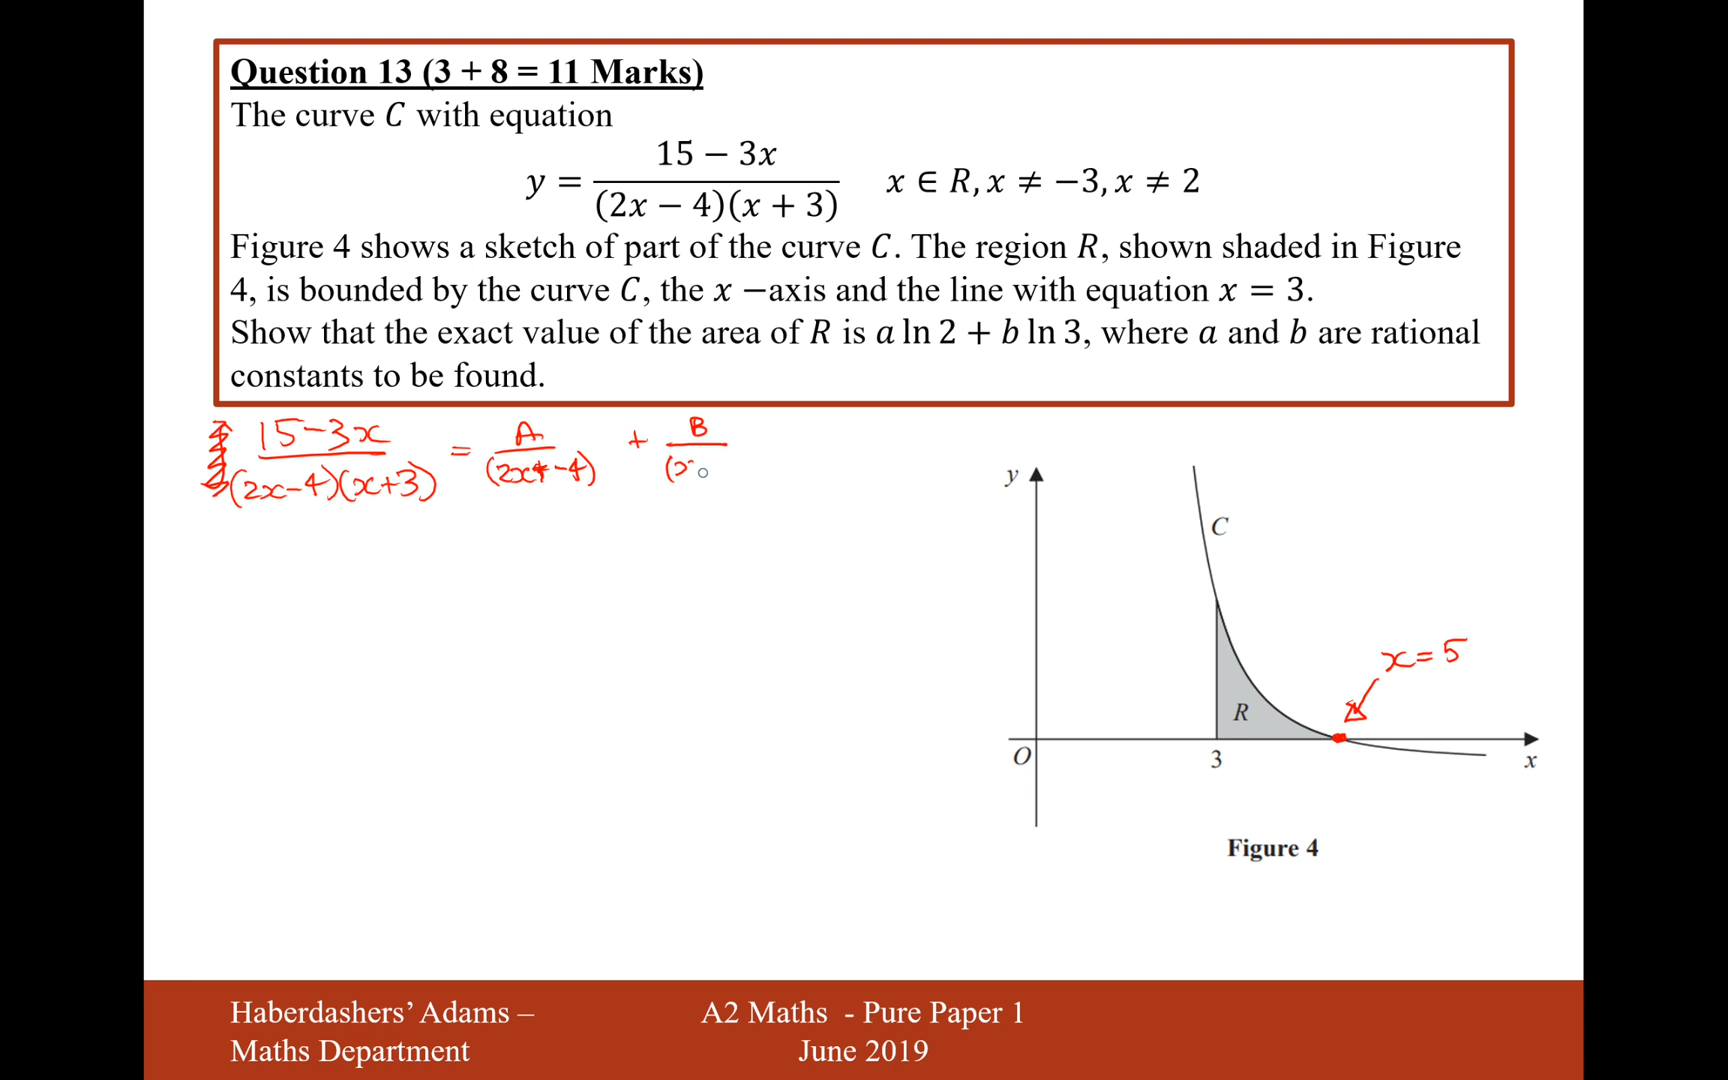 Question 13 (3 + 8 = 11 Marks)
The curve C with equation
y = (15 − 3x)/((2x − 4)(x + 3))    x ∈ R, x ≠ −3, x ≠ 2
Figure 4 shows a sketch of part of the curve C. The region R, shown shaded in Figure
4, is bounded by the curve C, the x −axis and the line with equation x = 3.
Show that the exact value of the area of R is a ln 2 + b ln 3, where a and b are rational
constants to be found.
(15−3x)/((2x−4)(x+3)) = A/(2x−4) + B/(x
y
C
x=5
R
O
3
x
Figure 4
Haberdashers' Adams –
Maths Department
A2 Maths  - Pure Paper 1
June 2019